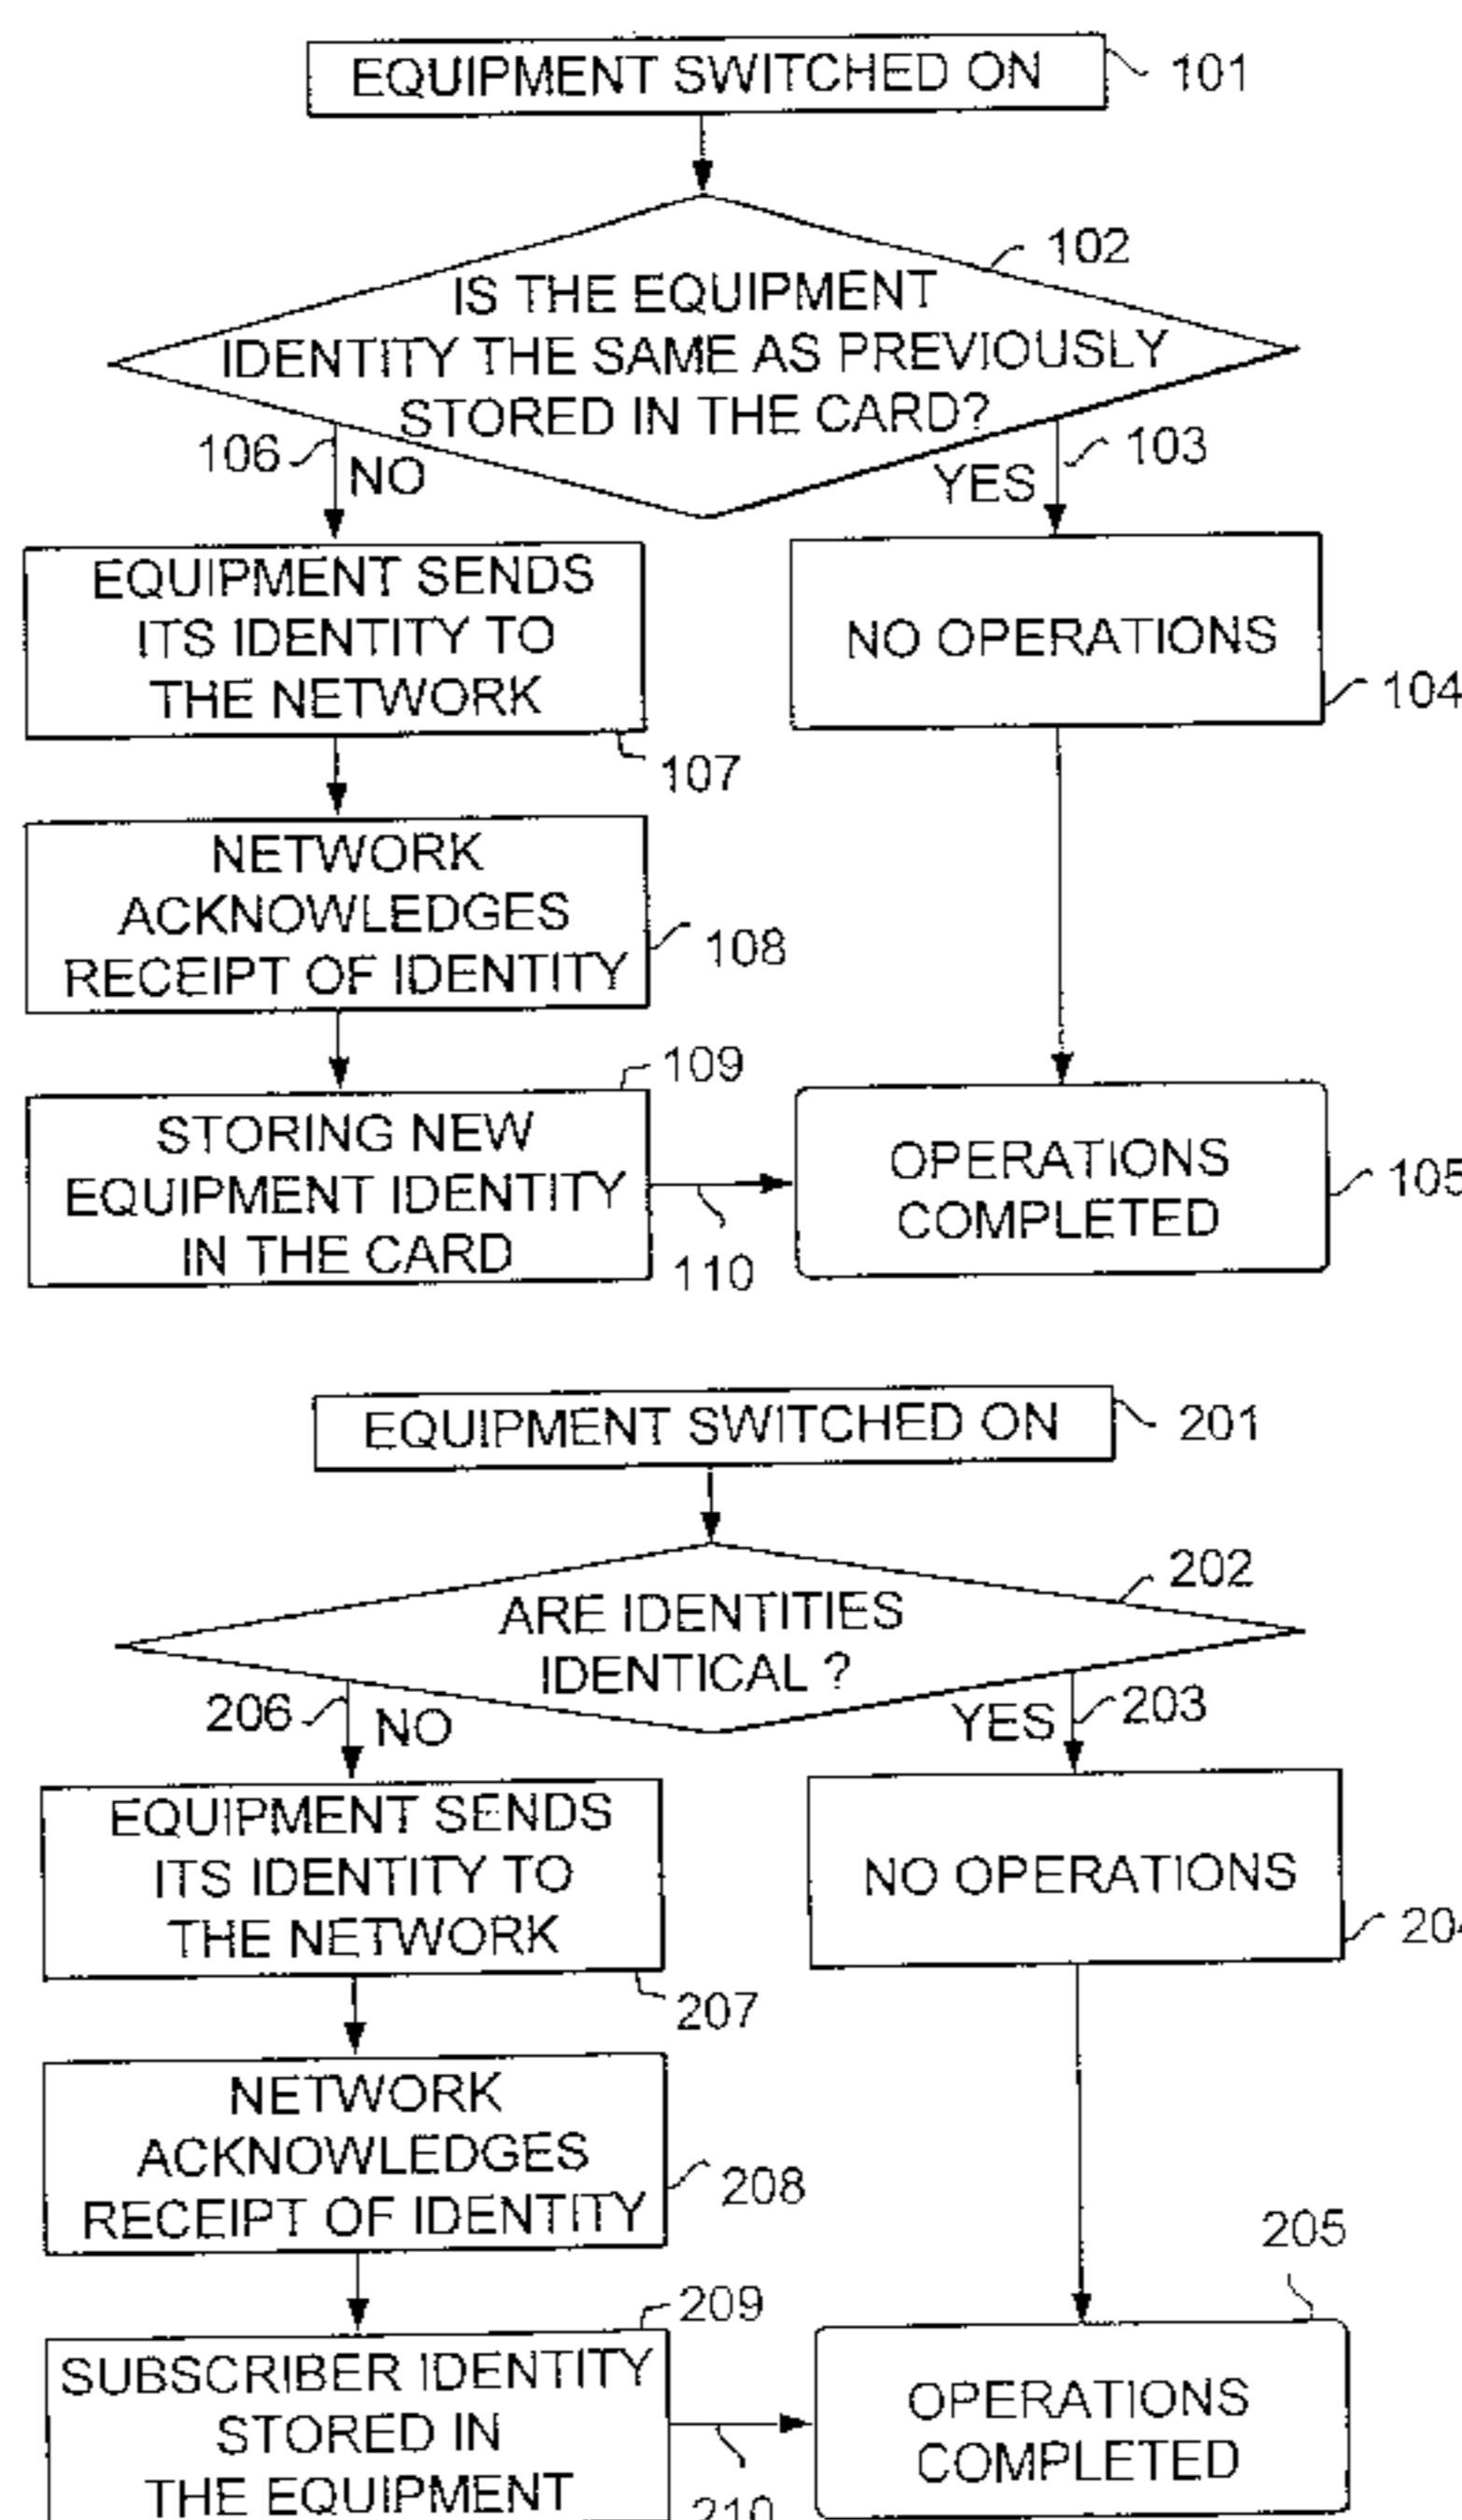 EQUIPMENT SWITCHED ON
101
102
IS THE EQUIPMENT
IDENTITY THE SAME AS PREVIOUSLY
STORED IN THE CARD?
106
NO
YES
103
EQUIPMENT SENDS
ITS IDENTITY TO
THE NETWORK
107
NO OPERATIONS
104
NETWORK
ACKNOWLEDGES
RECEIPT OF IDENTITY
108
109
STORING NEW
EQUIPMENT IDENTITY
IN THE CARD
110
OPERATIONS
COMPLETED
105
EQUIPMENT SWITCHED ON
201
202
ARE IDENTITIES
IDENTICAL ?
206
NO
YES
203
EQUIPMENT SENDS
ITS IDENTITY TO
THE NETWORK
207
NO OPERATIONS
204
NETWORK
ACKNOWLEDGES
RECEIPT OF IDENTITY
208
209
SUBSCRIBER IDENTITY
STORED IN
THE EQUIPMENT
210
205
OPERATIONS
COMPLETED